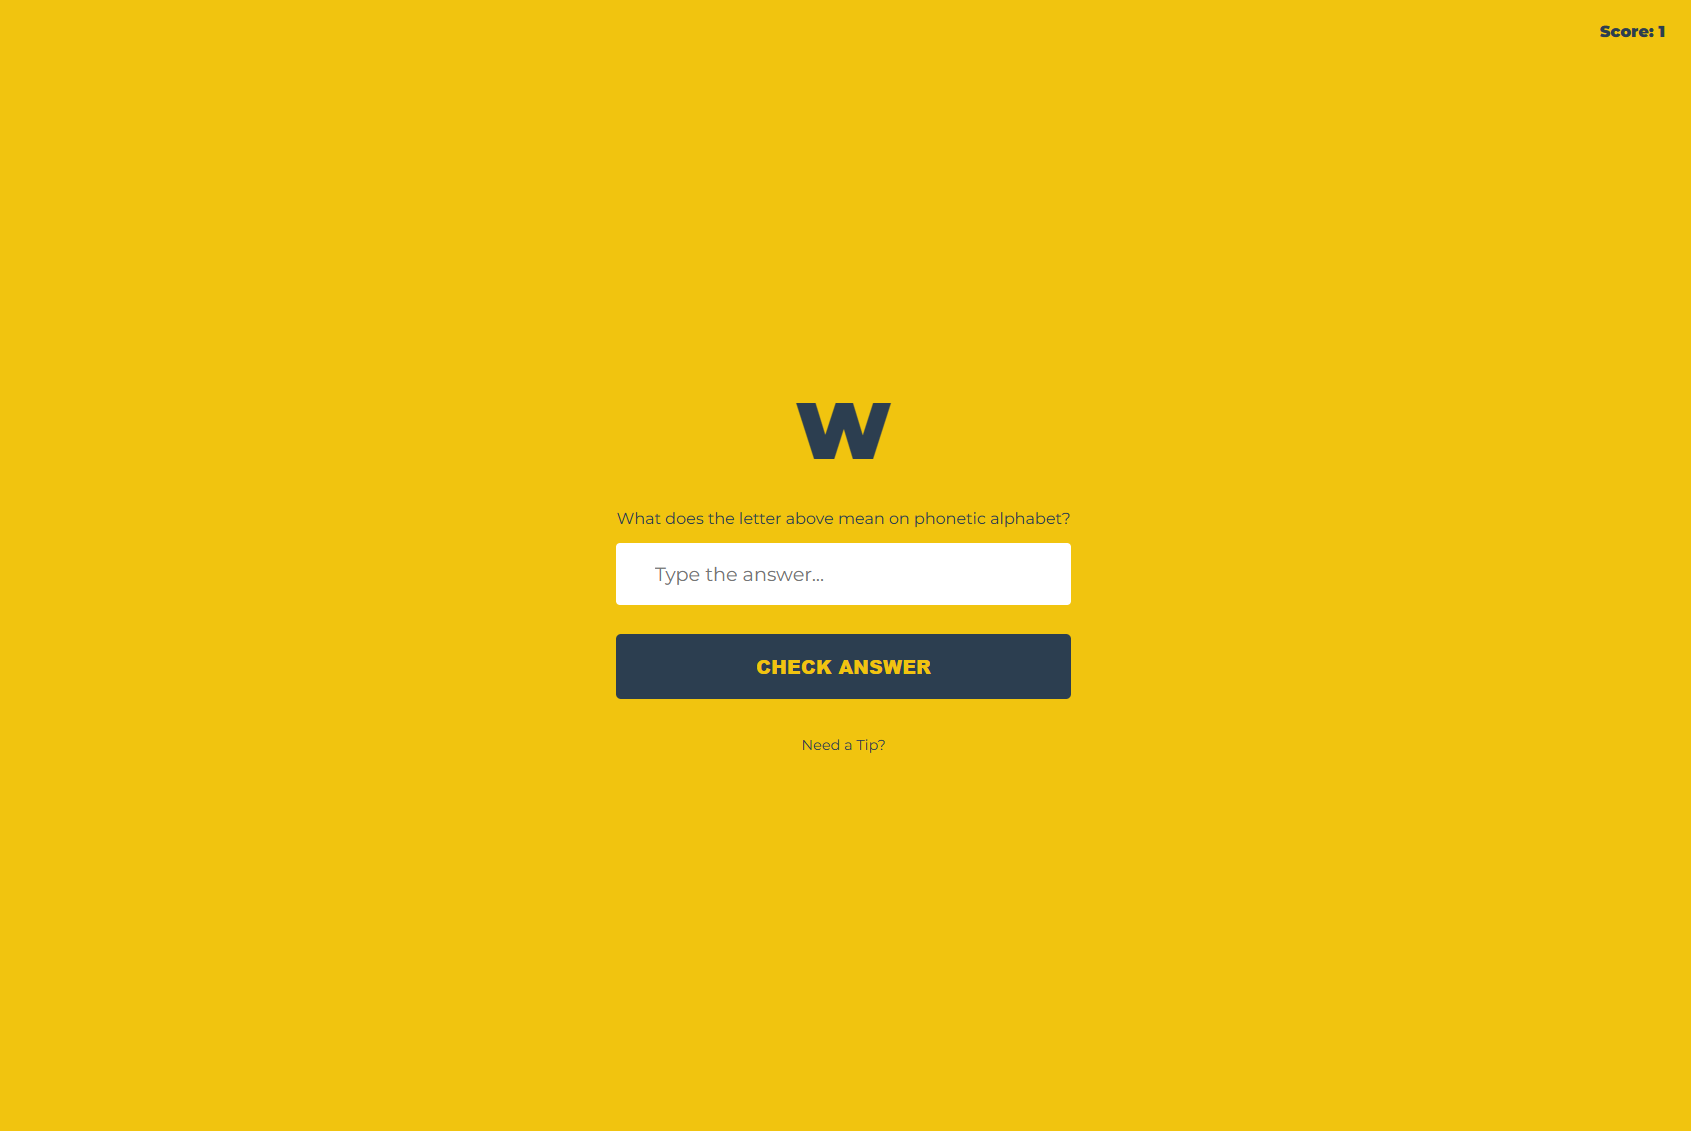 Score: 1
W
What does the letter above mean on phonetic alphabet?
Type the answer...
CHECK ANSWER
Need a Tip?